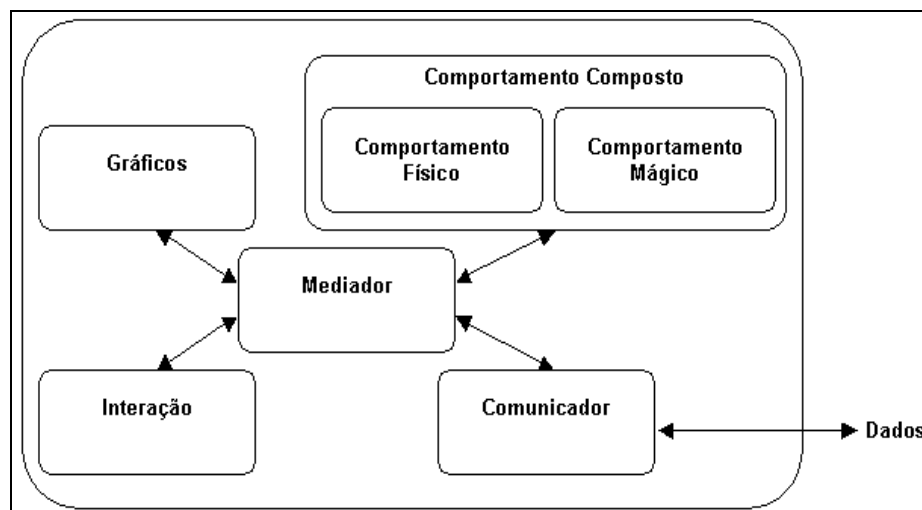 Comportamento Composto
Gráficos
Comportamento
Físico
Comportamento
Mágico
Mediador
Interação
Comunicador
Dados